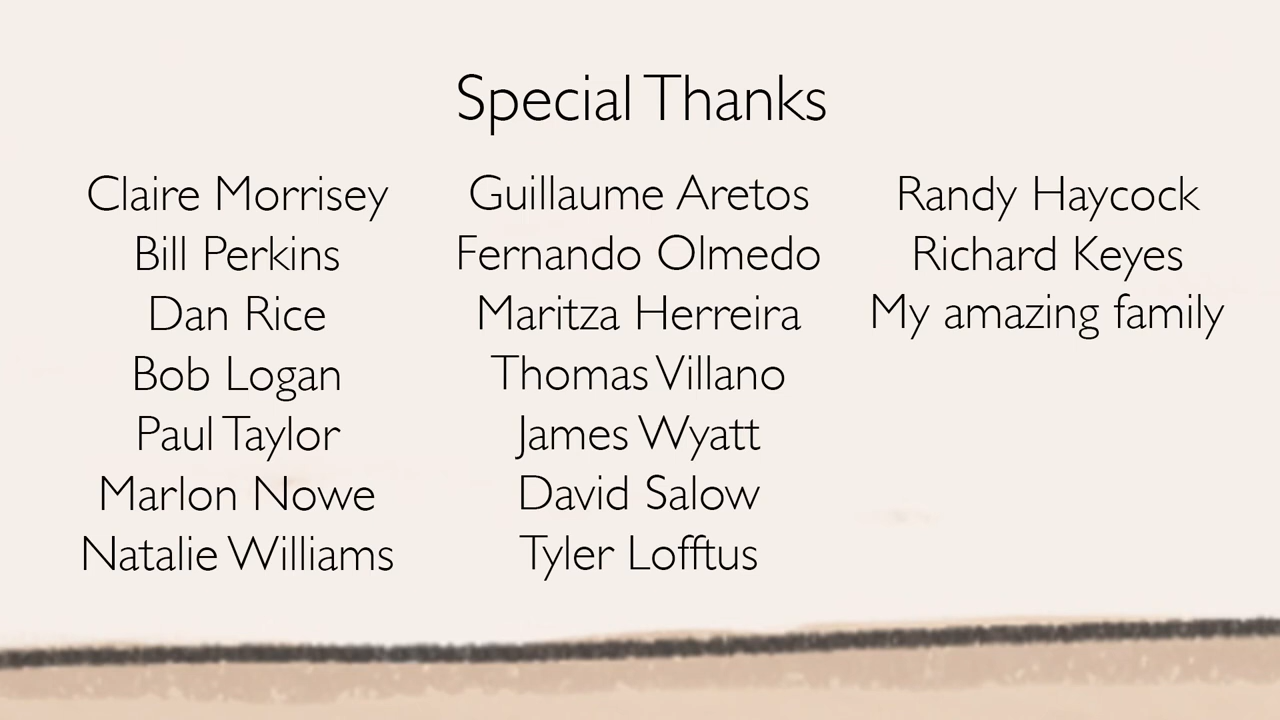 Special Thanks
Claire Morrisey
Bill Perkins
Dan Rice
Bob Logan
Paul Taylor
Marlon Nowe
Natalie Williams
Guillaume Aretos
Fernando Olmedo
Maritza Herreira
Thomas Villano
James Wyatt
David Salow
Tyler Lofftus
Randy Haycock
Richard Keyes
My amazing family